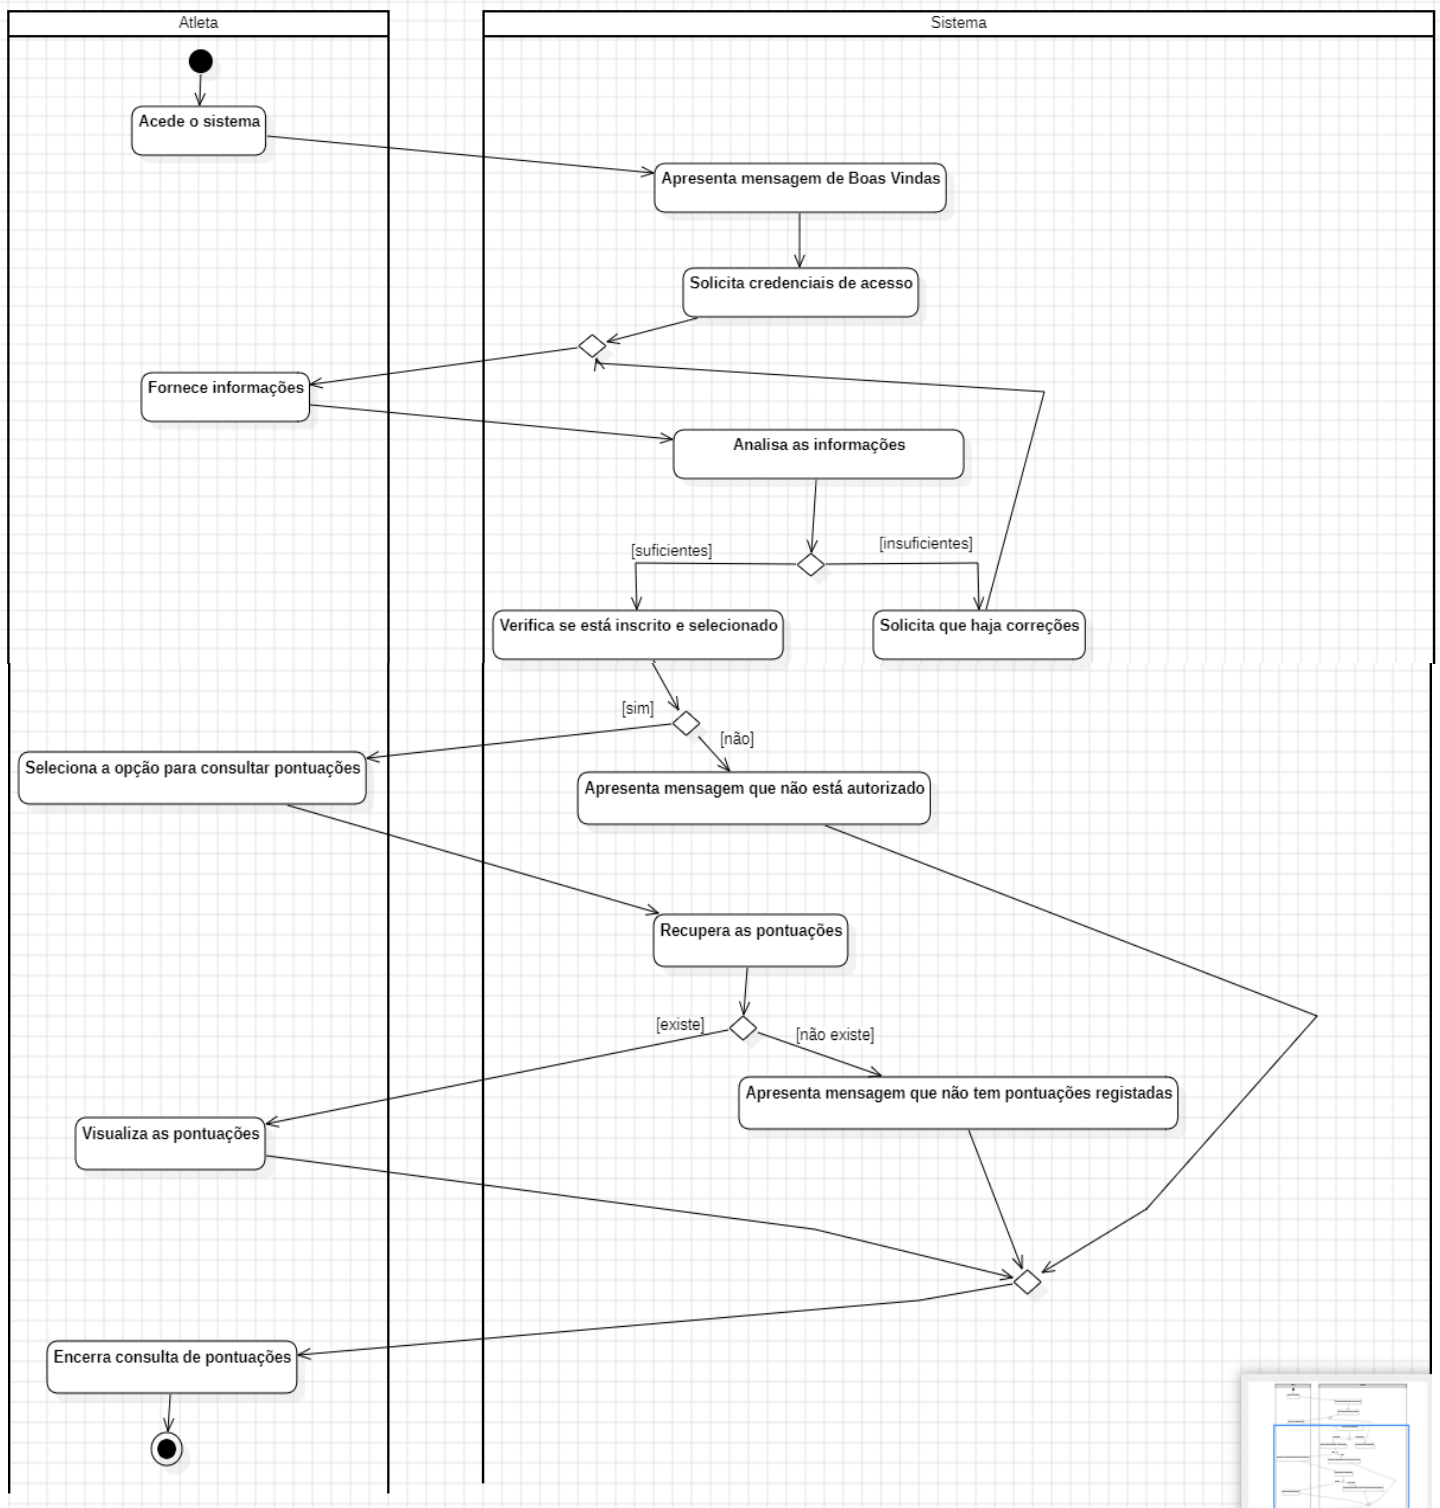 Atleta
Sistema
Acede o sistema
Apresenta mensagem de Boas Vindas
Solicita credenciais de acesso
Fornece informações
Analisa as informações
[suficientes]
[insuficientes]
Verifica se está inscrito e selecionado
Solicita que haja correções
[sim]
[não]
Seleciona a opção para consultar pontuações
Apresenta mensagem que não está autorizado
Recupera as pontuações
[existe]
[não existe]
Apresenta mensagem que não tem pontuações registadas
Visualiza as pontuações
Encerra consulta de pontuações